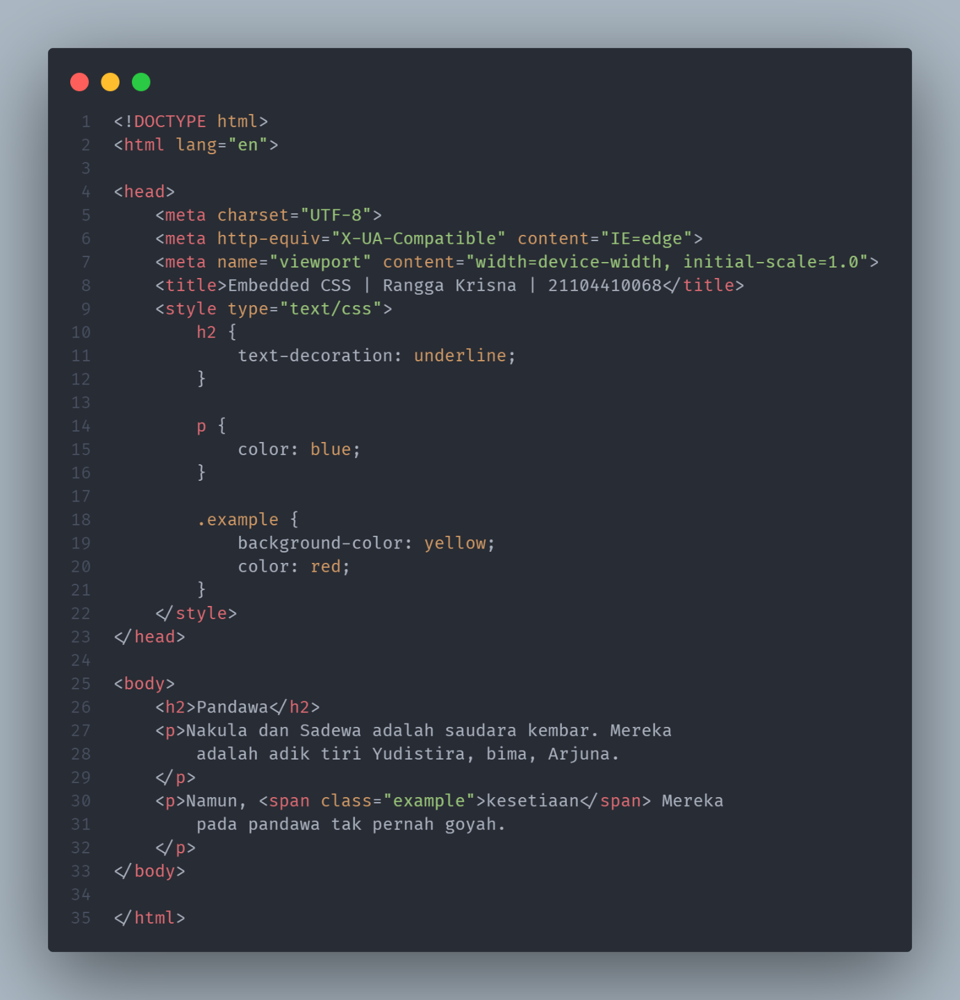 1 <!DOCTYPE html>
2 <html lang="en">
3
4 <head>
5     <meta charset="UTF-8">
6     <meta http-equiv="X-UA-Compatible" content="IE=edge">
7     <meta name="viewport" content="width=device-width, initial-scale=1.0">
8     <title>Embedded CSS | Rangga Krisna | 21104410068</title>
9     <style type="text/css">
10         h2 {
11             text-decoration: underline;
12         }
13
14         p {
15             color: blue;
16         }
17
18         .example {
19             background-color: yellow;
20             color: red;
21         }
22     </style>
23 </head>
24
25 <body>
26     <h2>Pandawa</h2>
27     <p>Nakula dan Sadewa adalah saudara kembar. Mereka
28         adalah adik tiri Yudistira, bima, Arjuna.
29     </p>
30     <p>Namun, <span class="example">kesetiaan</span> Mereka
31         pada pandawa tak pernah goyah.
32     </p>
33 </body>
34
35 </html>